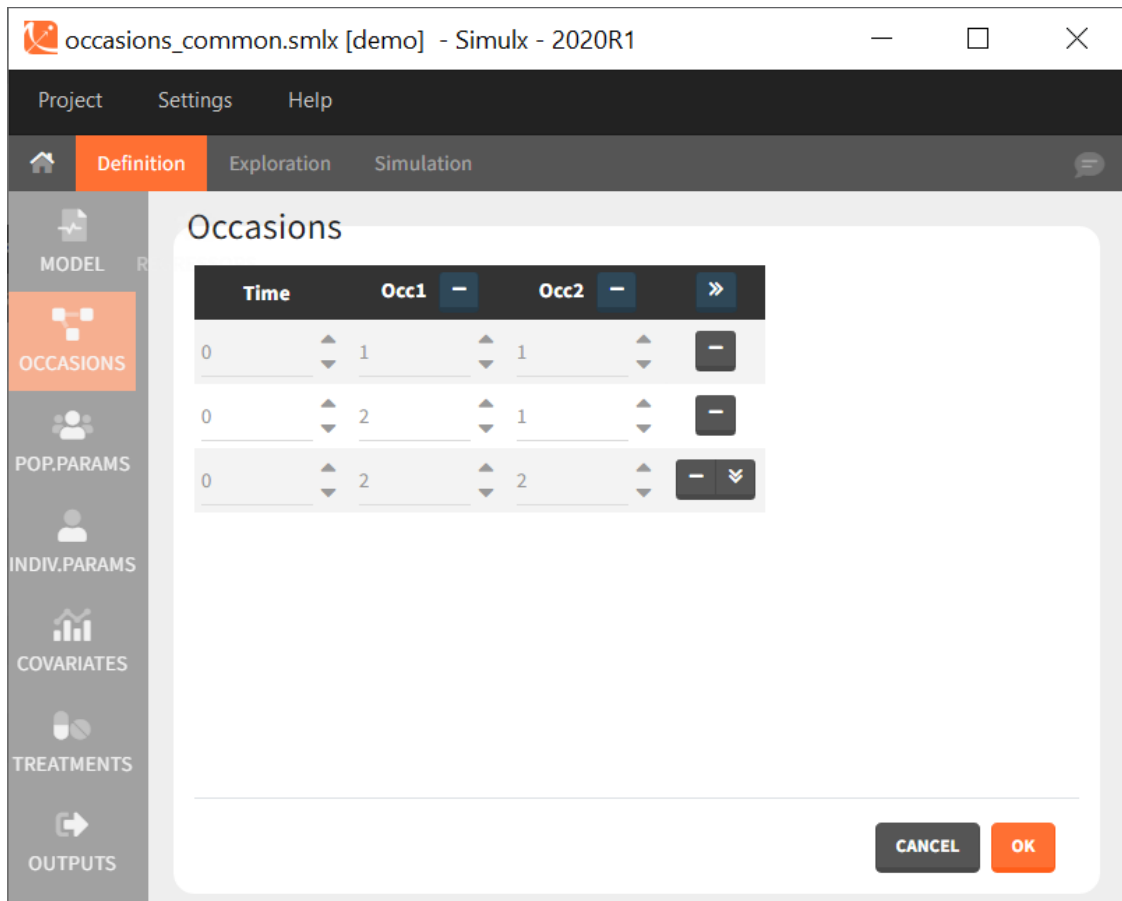 occasions_common.smlx [demo] - Simulx - 2020R1
Project Settings Help
Definition Exploration Simulation
Occasions
MODEL R
OCCASIONS
POP.PARAMS
INDIV.PARAMS
COVARIATES
TREATMENTS
OUTPUTS
Time Occ1 Occ2
0 1 1
0 2 1
0 2 2
CANCEL OK